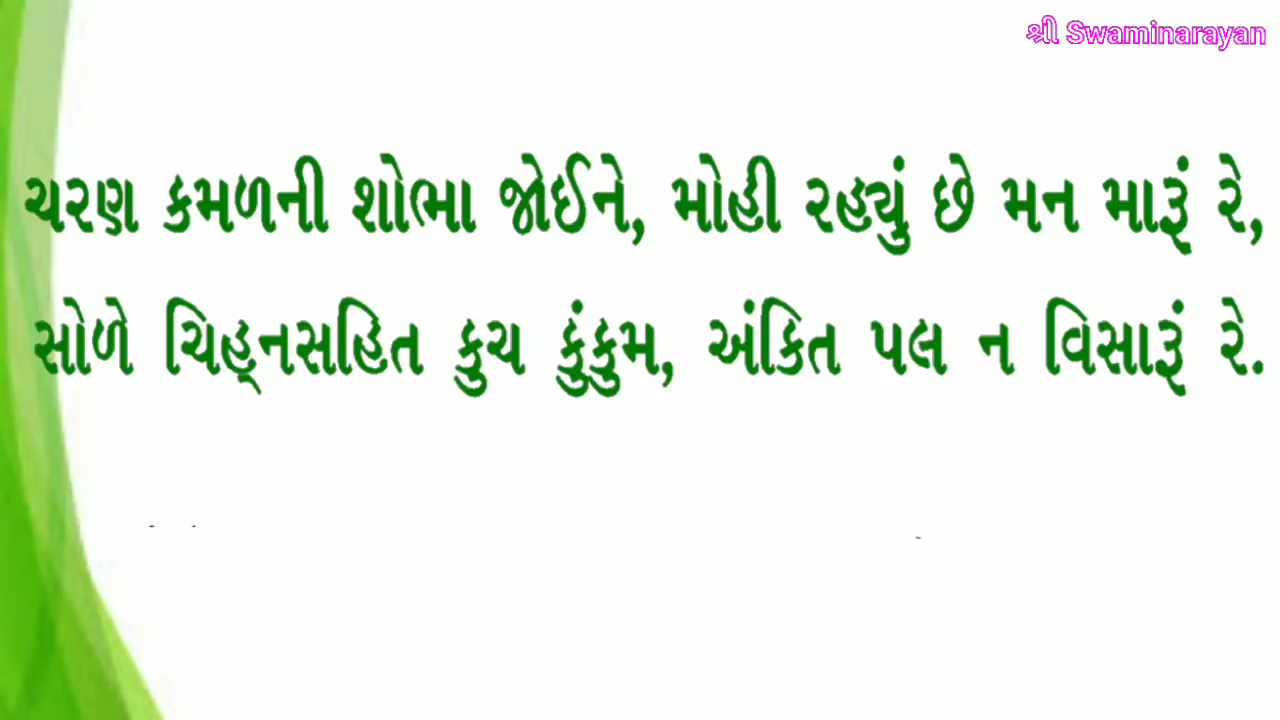 શ્રી Swaminarayan
ચરણ કમળની શોભા જોઈને, મોહી રહ્યું છે મન મારૂં રે,
સોળે ચિહ્નસહિત કુચ કુંકુમ, અંકિત પલ ન વિસારૂં રે.